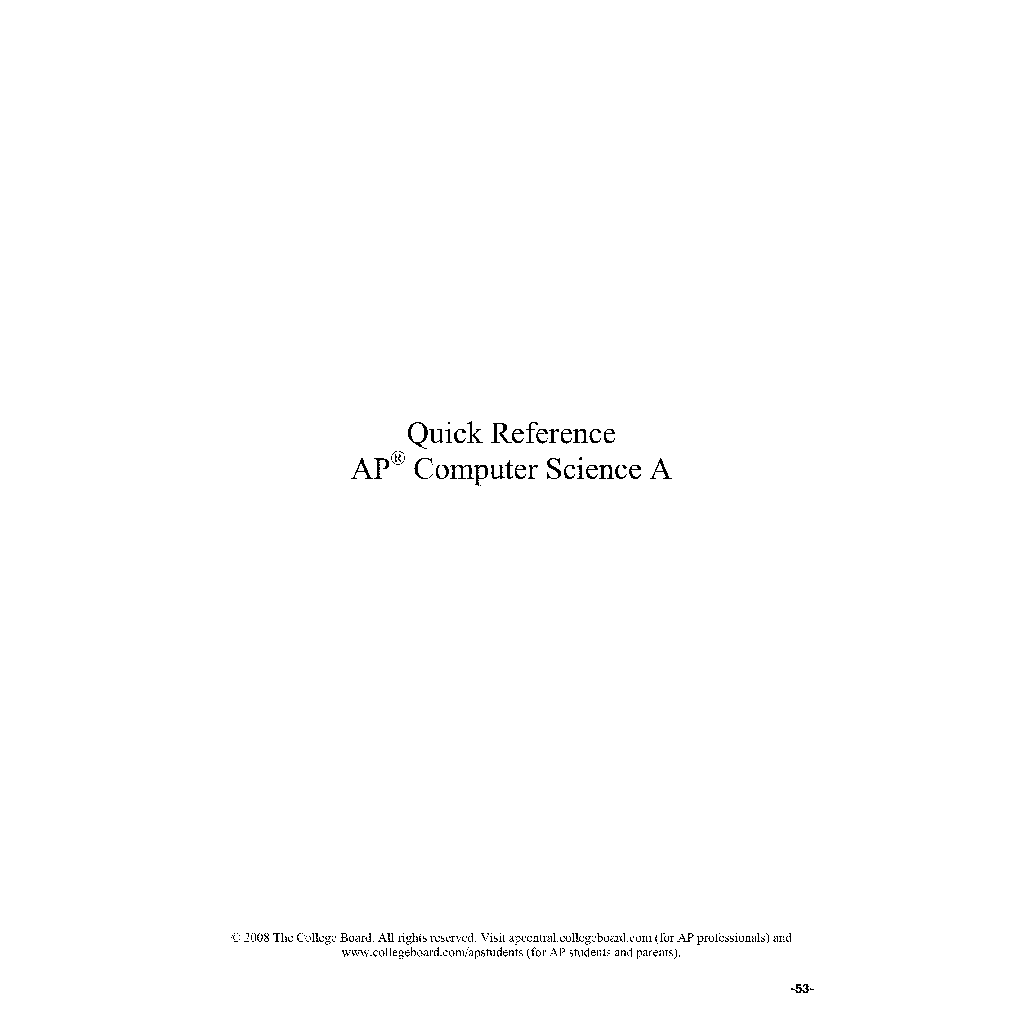 Quick Reference
AP® Computer Science A
© 2008 The College Board. All rights reserved. Visit apcentral.collegeboard.com (for AP professionals) and
www.collegeboard.com/apstudents (for AP students and parents).
-53-